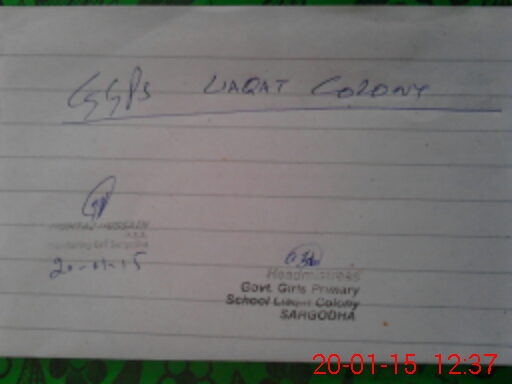 GGPS LIAQAT COLONY
HUSSAIN
20-01-15
Headmistress
Govt. Girls Primary
School Liaqat Colony
SARGODHA
20-01-15 12:37